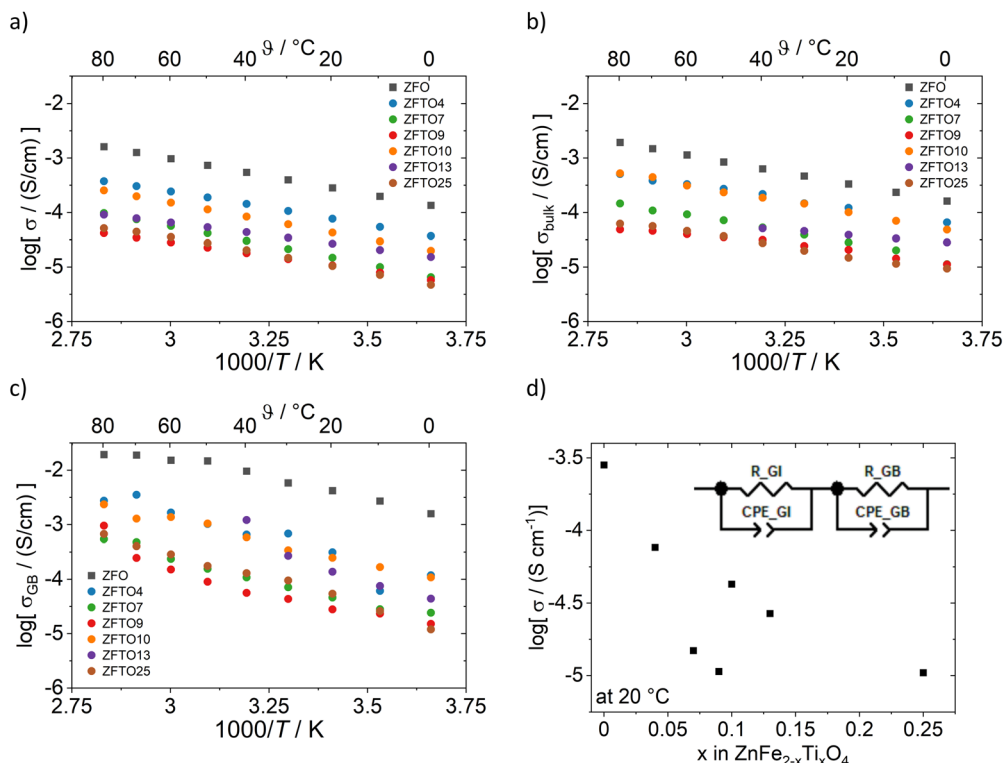 a)
ϑ / °C
80 60 40 20 0
-2
-3
-4
-5
-6
log[ σ / (S/cm) ]
ZFO
ZFTO4
ZFTO7
ZFTO9
ZFTO10
ZFTO13
ZFTO25
2.75 3 3.25 3.5 3.75
1000/T / K
b)
ϑ / °C
80 60 40 20 0
-2
-3
-4
-5
-6
log[ σbulk / (S/cm) ]
ZFO
ZFTO4
ZFTO7
ZFTO9
ZFTO10
ZFTO13
ZFTO25
2.75 3 3.25 3.5 3.75
1000/T / K
c)
ϑ / °C
80 60 40 20 0
-2
-3
-4
-5
-6
log[ σGB / (S/cm) ]
ZFO
ZFTO4
ZFTO7
ZFTO9
ZFTO10
ZFTO13
ZFTO25
2.75 3 3.25 3.5 3.75
1000/T / K
d)
-3.5
-4
-4.5
-5
log[ σ / (S cm⁻¹)]
R_GI R_GB
CPE_GI CPE_GB
at 20 °C
0 0.05 0.1 0.15 0.2 0.25
x in ZnFe₂₋ₓTiₓO₄